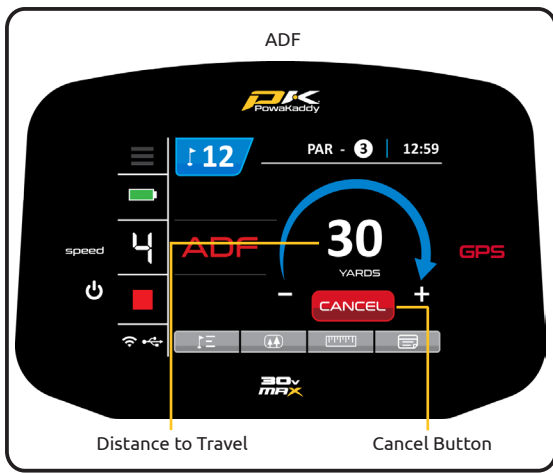 ADF
PK
PowaKaddy
12
PAR - 3 12:59
speed
4
ADF
30
YARDS
GPS
- +
CANCEL
30v
MAX
Distance to Travel
Cancel Button